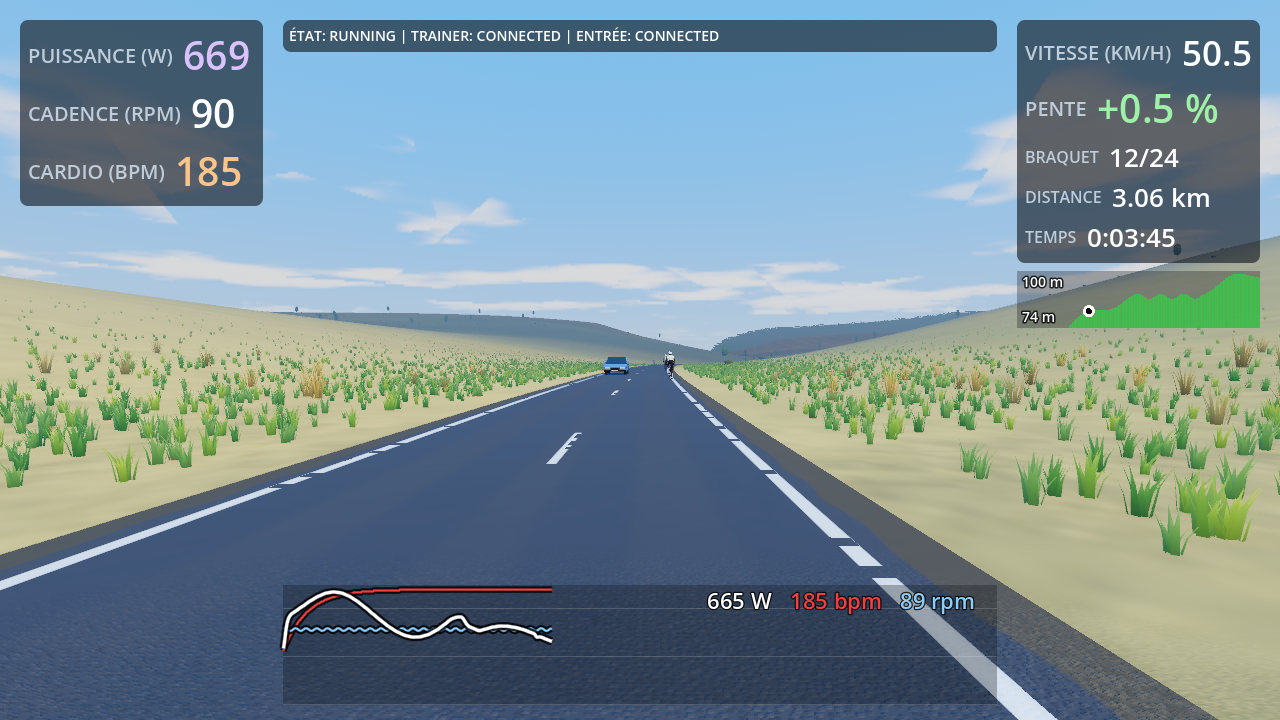 PUISSANCE (W) 669
CADENCE (RPM) 90
CARDIO (BPM) 185
ÉTAT: RUNNING | TRAINER: CONNECTED | ENTRÉE: CONNECTED
VITESSE (KM/H) 50.5
PENTE +0.5 %
BRAQUET 12/24
DISTANCE 3.06 km
TEMPS 0:03:45
100 m
74 m
665 W 185 bpm 89 rpm